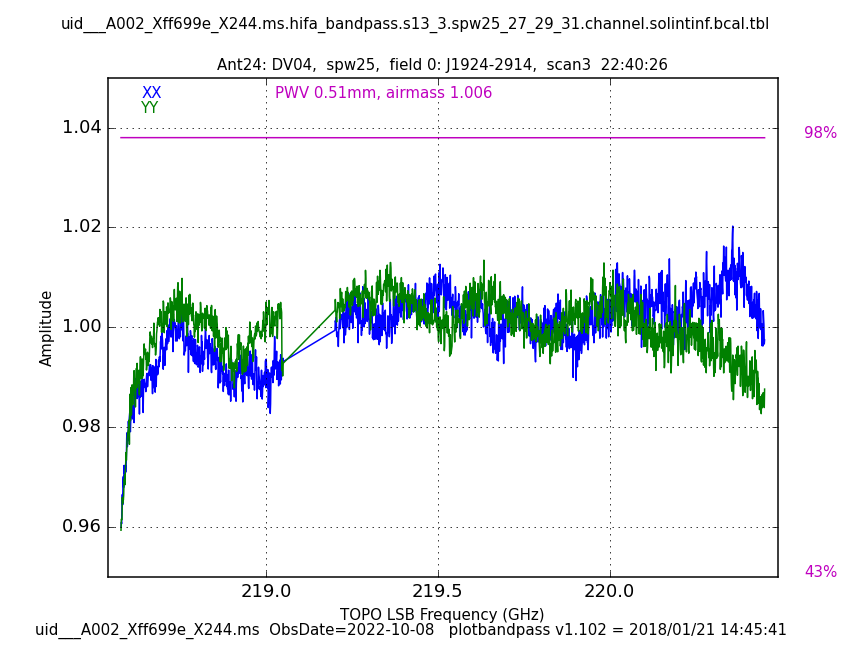 uid___A002_Xff699e_X244.ms.hifa_bandpass.s13_3.spw25_27_29_31.channel.solintinf.bcal.tbl
Ant24: DV04,  spw25,  field 0: J1924-2914,  scan3  22:40:26
XX
PWV 0.51mm, airmass 1.006
YY
1.04
98%
1.02
1.00
Amplitude
0.98
0.96
43%
219.0
219.5
220.0
TOPO LSB Frequency (GHz)
uid___A002_Xff699e_X244.ms  ObsDate=2022-10-08   plotbandpass v1.102 = 2018/01/21 14:45:41